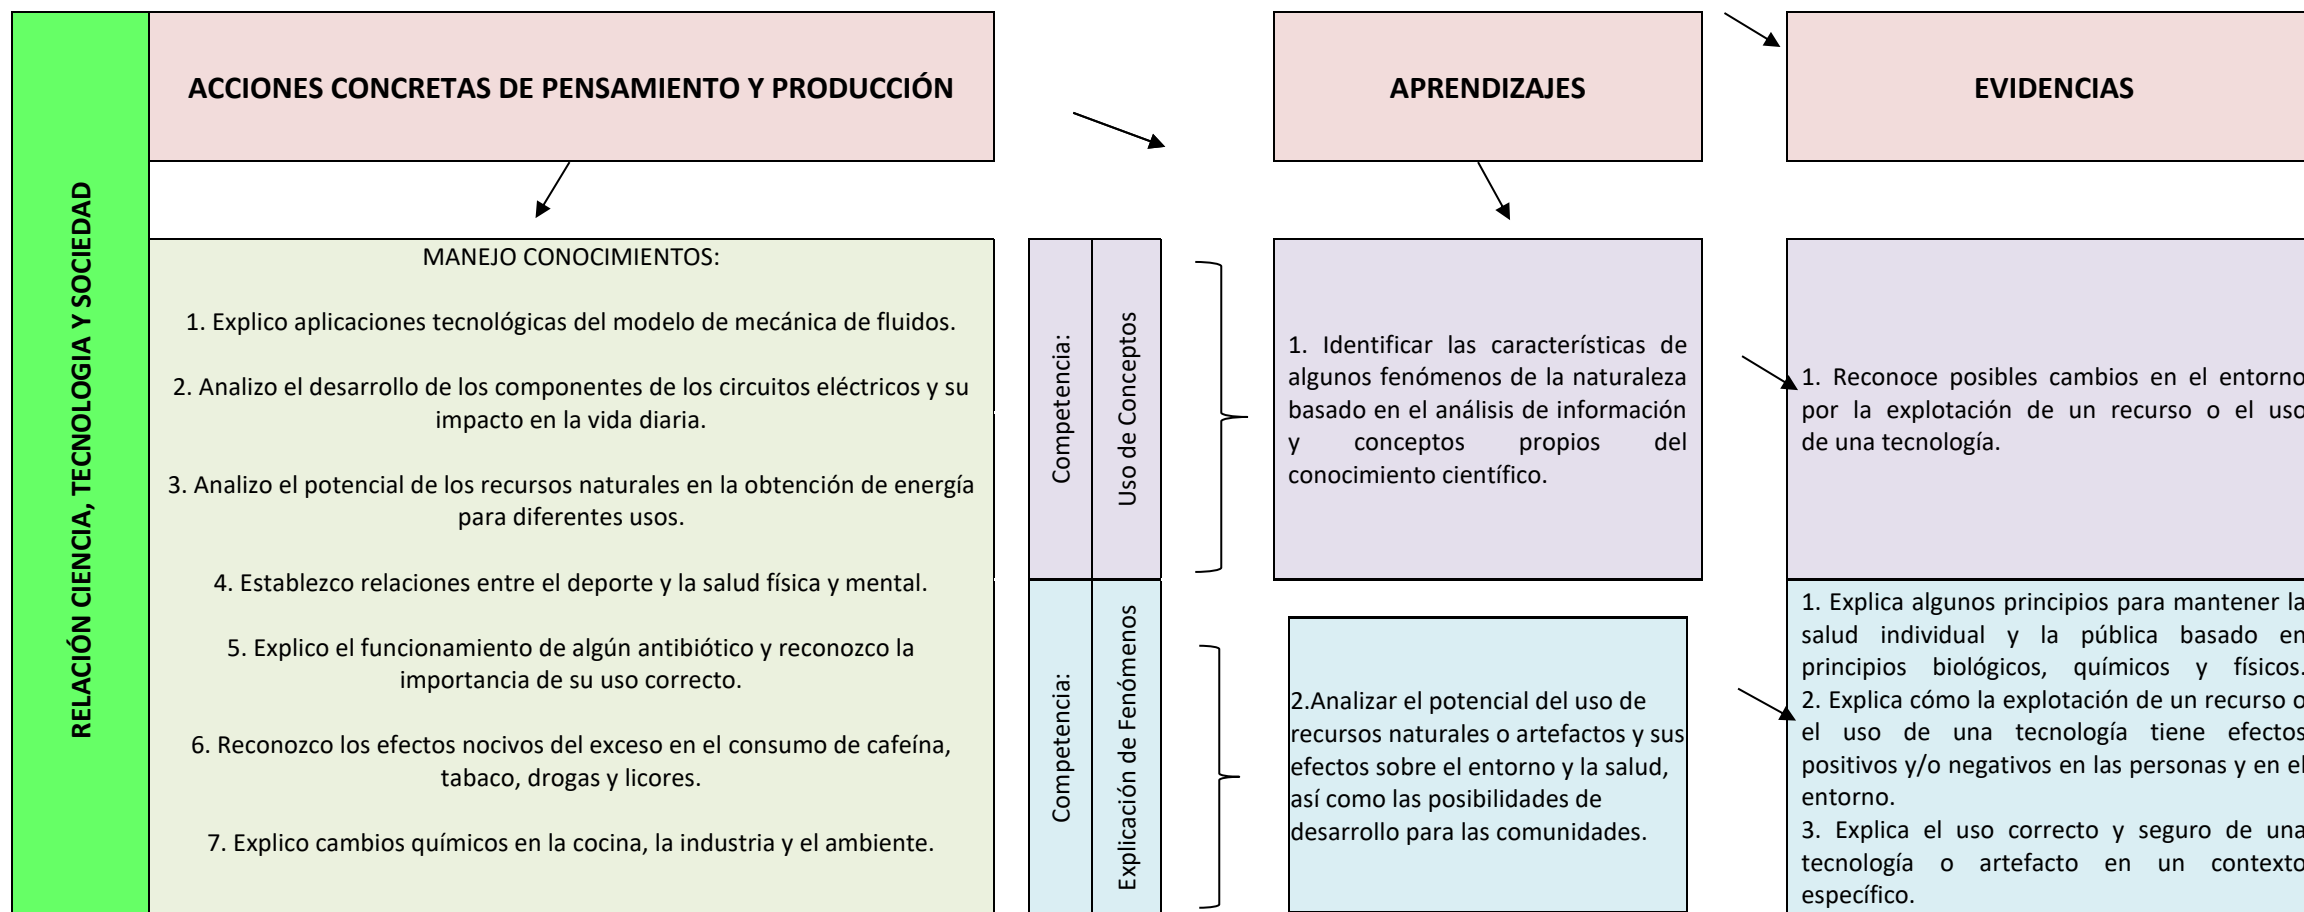 RELACIÓN CIENCIA, TECNOLOGIA Y SOCIEDAD
ACCIONES CONCRETAS DE PENSAMIENTO Y PRODUCCIÓN
APRENDIZAJES
EVIDENCIAS
MANEJO CONOCIMIENTOS:
1. Explico aplicaciones tecnológicas del modelo de mecánica de fluidos.
2. Analizo el desarrollo de los componentes de los circuitos eléctricos y su
impacto en la vida diaria.
3. Analizo el potencial de los recursos naturales en la obtención de energía
para diferentes usos.
4. Establezco relaciones entre el deporte y la salud física y mental.
5. Explico el funcionamiento de algún antibiótico y reconozco la
importancia de su uso correcto.
6. Reconozco los efectos nocivos del exceso en el consumo de cafeína,
tabaco, drogas y licores.
7. Explico cambios químicos en la cocina, la industria y el ambiente.
Competencia:
Uso de Conceptos
1. Identificar las características de
algunos fenómenos de la naturaleza
basado en el análisis de información
y conceptos propios del
conocimiento científico.
1. Reconoce posibles cambios en el entorno
por la explotación de un recurso o el uso
de una tecnología.
Competencia:
Explicación de Fenómenos
2.Analizar el potencial del uso de
recursos naturales o artefactos y sus
efectos sobre el entorno y la salud,
así como las posibilidades de
desarrollo para las comunidades.
1. Explica algunos principios para mantener la
salud individual y la pública basado en
principios biológicos, químicos y físicos.
2. Explica cómo la explotación de un recurso o
el uso de una tecnología tiene efectos
positivos y/o negativos en las personas y en el
entorno.
3. Explica el uso correcto y seguro de una
tecnología o artefacto en un contexto
específico.